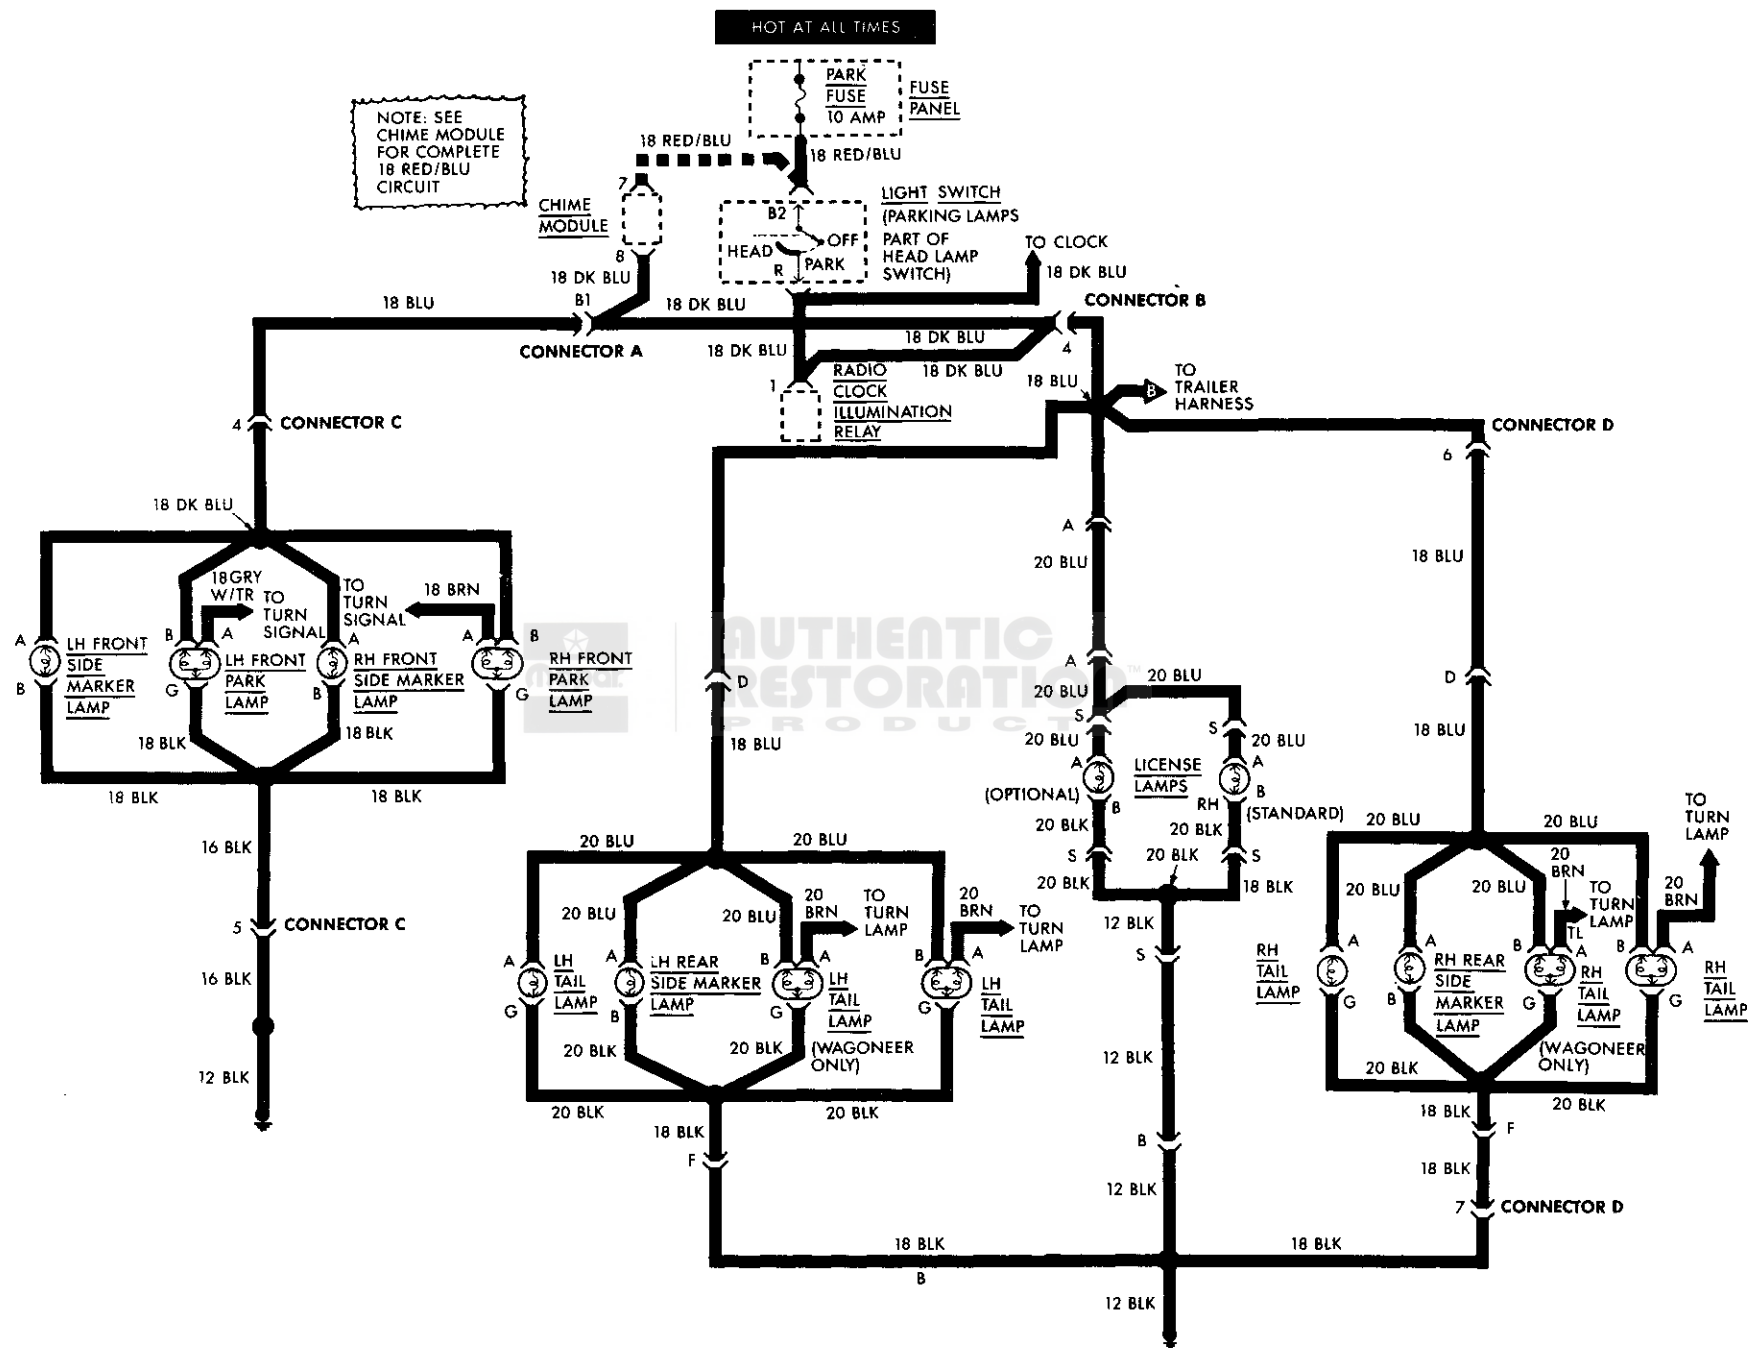 HOT AT ALL TIMES
PARK
FUSE
10 AMP
FUSE
PANEL
NOTE: SEE
CHIME MODULE
FOR COMPLETE
18 RED/BLU
CIRCUIT
18 RED/BLU
18 RED/BLU
7
CHIME
MODULE
8
B2
OFF
HEAD
PARK
R
LIGHT SWITCH
(PARKING LAMPS
PART OF
HEAD LAMP
SWITCH)
TO CLOCK
18 DK BLU
18 DK BLU
18 BLU
B1
18 DK BLU
CONNECTOR B
CONNECTOR A
18 DK BLU
18 DK BLU
4
18 DK BLU
1
RADIO
CLOCK
ILLUMINATION
RELAY
18 BLU
B
TO
TRAILER
HARNESS
4
CONNECTOR C
CONNECTOR D
6
18 DK BLU
A
20 BLU
18 BLU
18GRY
W/TR
TO
TURN
SIGNAL
TO
TURN
SIGNAL
18 BRN
A
B
LH FRONT
SIDE
MARKER
LAMP
B
A
G
LH FRONT
PARK
LAMP
A
B
RH FRONT
SIDE MARKER
LAMP
A
B
G
RH FRONT
PARK
LAMP
18 BLK
18 BLK
18 BLK
18 BLK
Mopar
AUTHENTIC
RESTORATION™
PRODUCT
D
18 BLU
A
20 BLU
20 BLU
S
S
20 BLU
20 BLU
A
A
LICENSE
LAMPS
(OPTIONAL)
B
RH
B
(STANDARD)
20 BLK
20 BLK
S
20 BLK
S
20 BLK
18 BLK
D
18 BLU
16 BLK
5
CONNECTOR C
16 BLK
12 BLK
20 BLU
20 BLU
20 BLU
20 BLU
20
BRN
TO
TURN
LAMP
20
BRN
TO
TURN
LAMP
A
G
LH
TAIL
LAMP
A
B
LH REAR
SIDE MARKER
LAMP
B
A
G
LH
TAIL
LAMP
(WAGONEER
ONLY)
B
A
G
LH
TAIL
LAMP
20 BLK
20 BLK
20 BLK
20 BLK
18 BLK
F
12 BLK
S
12 BLK
B
12 BLK
20 BLU
20 BLU
TO
TURN
LAMP
20 BLU
20 BLU
20
BRN
TO
TURN
LAMP
TL
20
BRN
RH
TAIL
LAMP
A
G
A
B
RH REAR
SIDE
MARKER
LAMP
B
A
G
RH
TAIL
LAMP
(WAGONEER
ONLY)
B
A
G
RH
TAIL
LAMP
20 BLK
20 BLK
18 BLK
F
18 BLK
7
CONNECTOR D
18 BLK
B
18 BLK
12 BLK